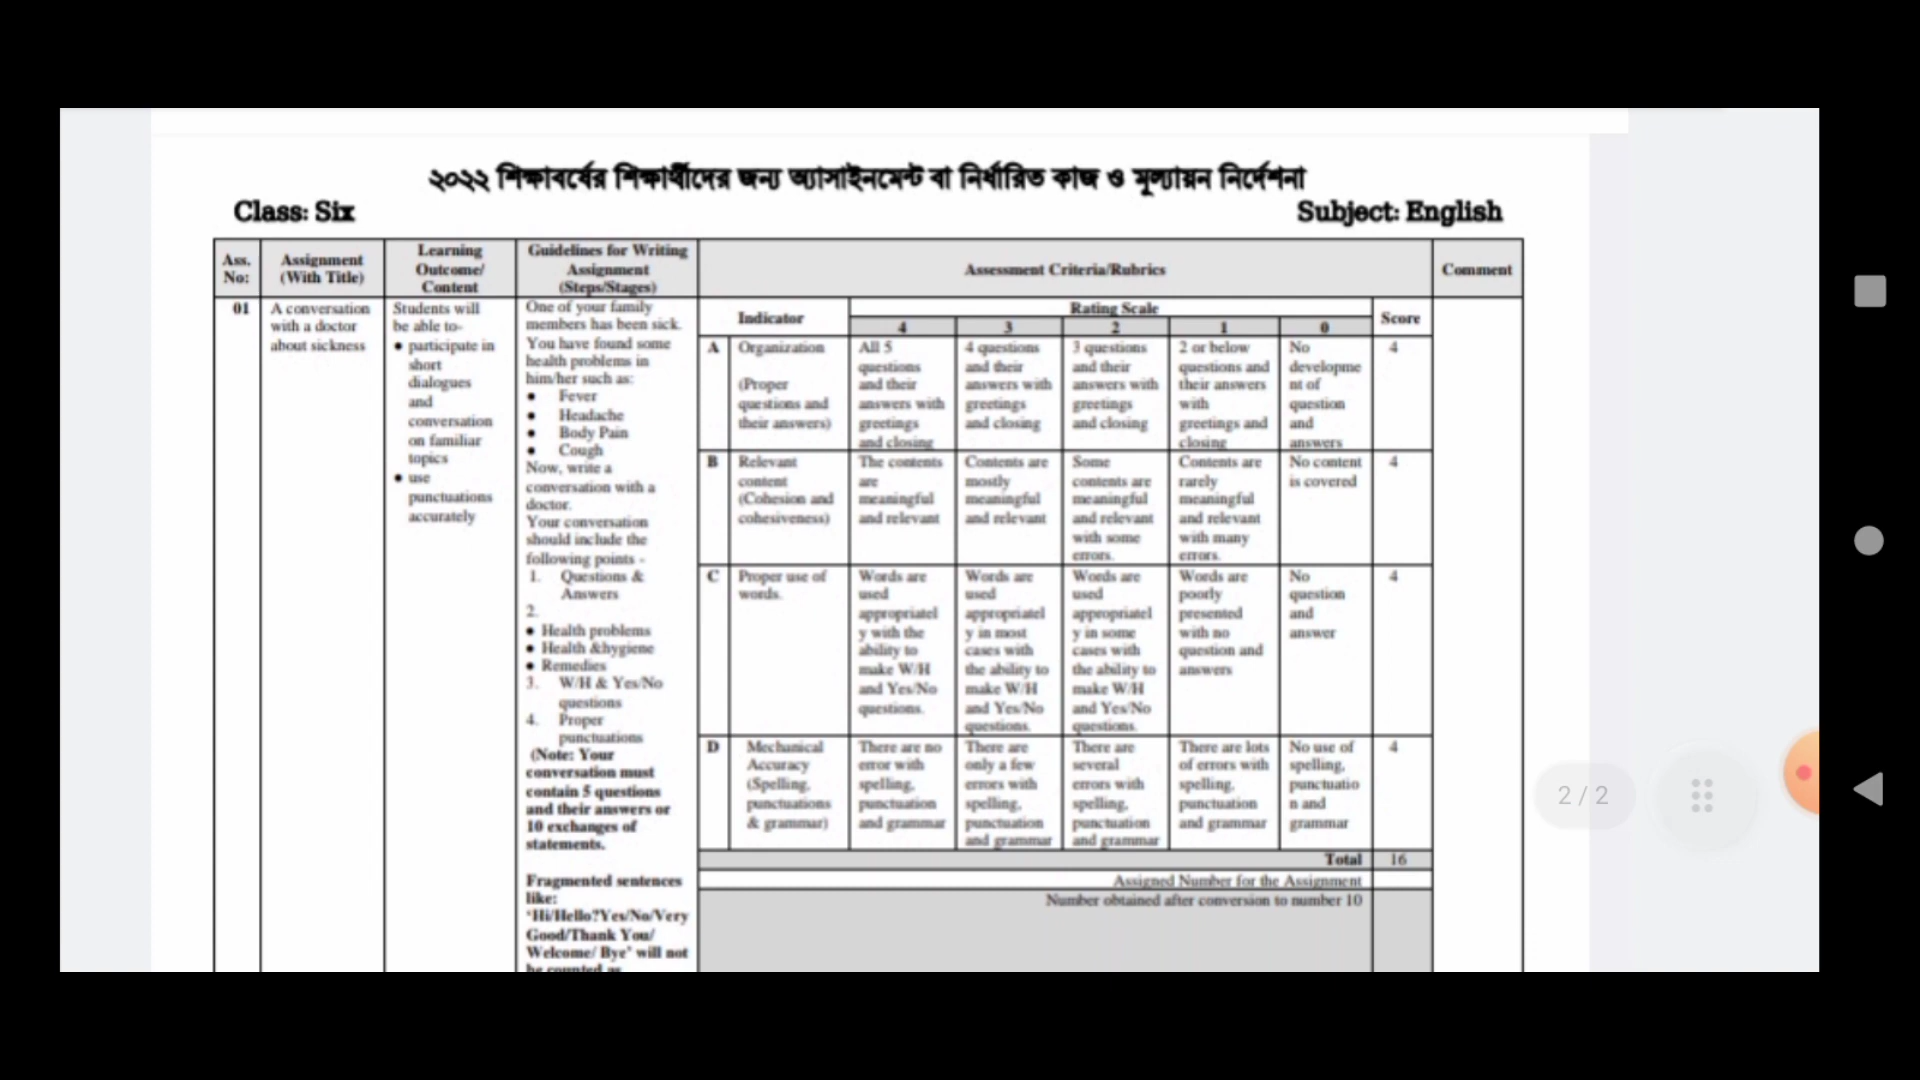 ২০২২ শিক্ষাবর্ষের শিক্ষার্থীদের জন্য অ্যাসাইনমেন্ট বা নির্ধারিত কাজ ও মূল্যায়ন নির্দেশনা
Class: Six
Subject: English
Ass.
No:
Assignment
(With Title)
Learning
Outcome/
Content
Guidelines for Writing
Assignment
(Steps/Stages)
Assessment Criteria/Rubrics
Comment
01
A conversation
with a doctor
about sickness
Students will
be able to-
● participate in
short
dialogues
and
conversation
on familiar
topics
● use
punctuations
accurately
One of your family
members has been sick.
You have found some
health problems in
him/her such as:
● Fever
● Headache
● Body Pain
● Cough
Now, write a
conversation with a
doctor.
Your conversation
should include the
following points -
1. Questions &
Answers
2.
● Health problems
● Health &hygiene
● Remedies
3. W/H & Yes/No
questions
4. Proper
punctuations
(Note: Your
conversation must
contain 5 questions
and their answers or
10 exchanges of
statements.
Fragmented sentences
like:
‘Hi/Hello?Yes/No/Very
Good/Thank You/
Welcome/ Bye’ will not
be counted as
Indicator
Rating Scale
4
3
2
1
0
Score
A
Organization
(Proper
questions and
their answers)
All 5
questions
and their
answers with
greetings
and closing
4 questions
and their
answers with
greetings
and closing
3 questions
and their
answers with
greetings
and closing
2 or below
questions and
their answers
with
greetings and
closing
No
developme
nt of
question
and
answers
4
B
Relevant
content
(Cohesion and
cohesiveness)
The contents
are
meaningful
and relevant
Contents are
mostly
meaningful
and relevant
Some
contents are
meaningful
and relevant
with some
errors.
Contents are
rarely
meaningful
and relevant
with many
errors.
No content
is covered
4
C
Proper use of
words.
Words are
used
appropriatel
y with the
ability to
make W/H
and Yes/No
questions.
Words are
used
appropriatel
y in most
cases with
the ability to
make W/H
and Yes/No
questions.
Words are
used
appropriatel
y in some
cases with
the ability to
make W/H
and Yes/No
questions.
Words are
poorly
presented
with no
question and
answers
No
question
and
answer
4
D
Mechanical
Accuracy
(Spelling,
punctuations
& grammar)
There are no
error with
spelling,
punctuation
and grammar
There are
only a few
errors with
spelling,
punctuation
and grammar
There are
several
errors with
spelling,
punctuation
and grammar
There are lots
of errors with
spelling,
punctuation
and grammar
No use of
spelling,
punctuatio
n and
grammar
4
Total
16
Assigned Number for the Assignment
Number obtained after conversion to number 10
2 / 2